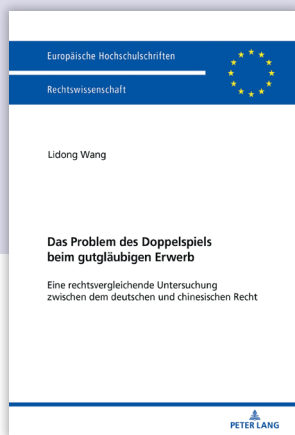 Europäische Hochschulschriften
Rechtswissenschaft
Lidong Wang
Das Problem des Doppelspiels
beim gutgläubigen Erwerb
Eine rechtsvergleichende Untersuchung
zwischen dem deutschen und chinesischen Recht
PETER LANG